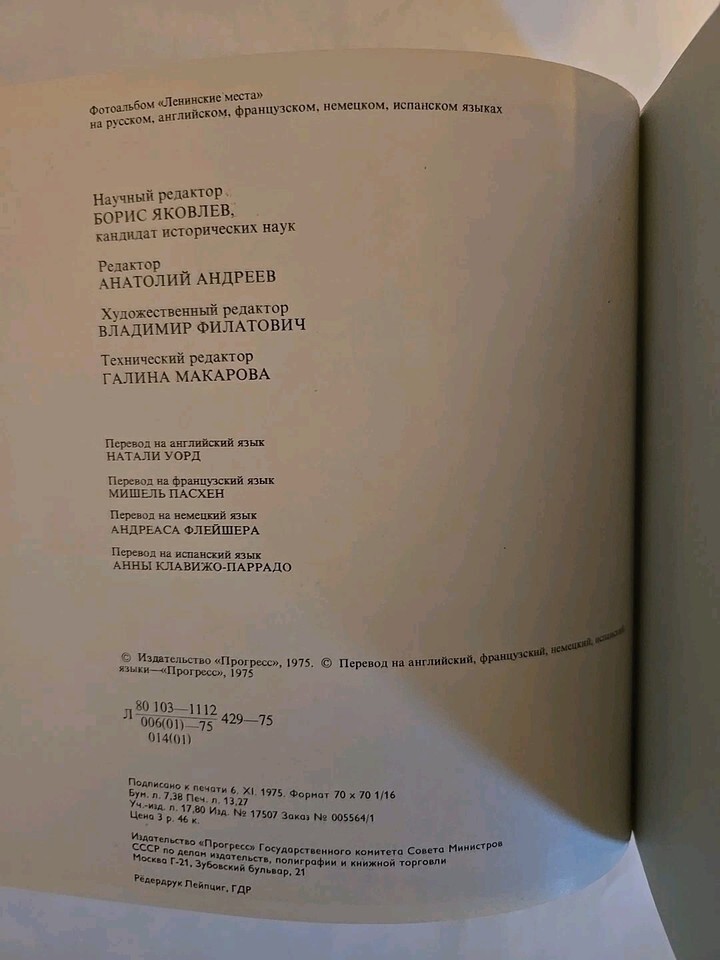 Фотоальбом «Ленинские места»
на русском, английском, французском, немецком, испанском языках
Научный редактор
БОРИС ЯКОВЛЕВ,
кандидат исторических наук
Редактор
АНАТОЛИЙ АНДРЕЕВ
Художественный редактор
ВЛАДИМИР ФИЛАТОВИЧ
Технический редактор
ГАЛИНА МАКАРОВА
Перевод на английский язык
НАТАЛИ УОРД
Перевод на французский язык
МИШЕЛЬ ПАСХЕН
Перевод на немецкий язык
АНДРЕАСА ФЛЕЙШЕРА
Перевод на испанский язык
АННЫ КЛАВИЖО-ПАРРАДО
© Издательство «Прогресс», 1975. © Перевод на английский, французский, немецкий, испанский
языки—«Прогресс», 1975
80 103—1112
Л 006(01)—75 429—75
014(01)
Подписано к печати 6. XI. 1975. Формат 70 x 70 1/16
Бум. л. 7,38 Печ. л. 13,27
Уч.-изд. л. 17,80 Изд. № 17507 Заказ № 005564/1
Цена 3 р. 46 к.
Издательство «Прогресс» Государственного комитета Совета Министров
СССР по делам издательств, полиграфии и книжной торговли
Москва Г-21, Зубовский бульвар, 21
Рёдердрук Лейпциг, ГДР